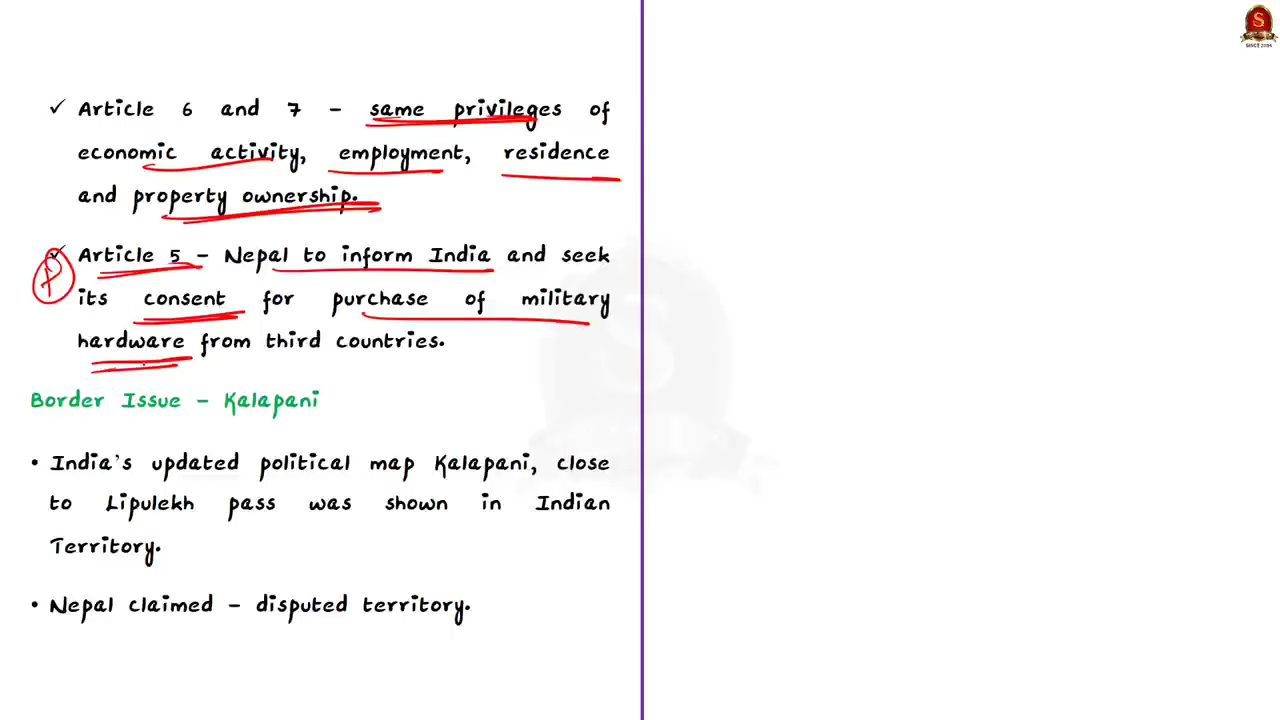 ✓ Article 6 and 7 - same privileges of
economic activity, employment, residence
and property ownership.
✓ Article 5 - Nepal to inform India and seek
its consent for purchase of military
hardware from third countries.
Border Issue - Kalapani
• India's updated political map Kalapani, close
to Lipulekh pass was shown in Indian
Territory.
• Nepal claimed - disputed territory.
S
SINCE 2004